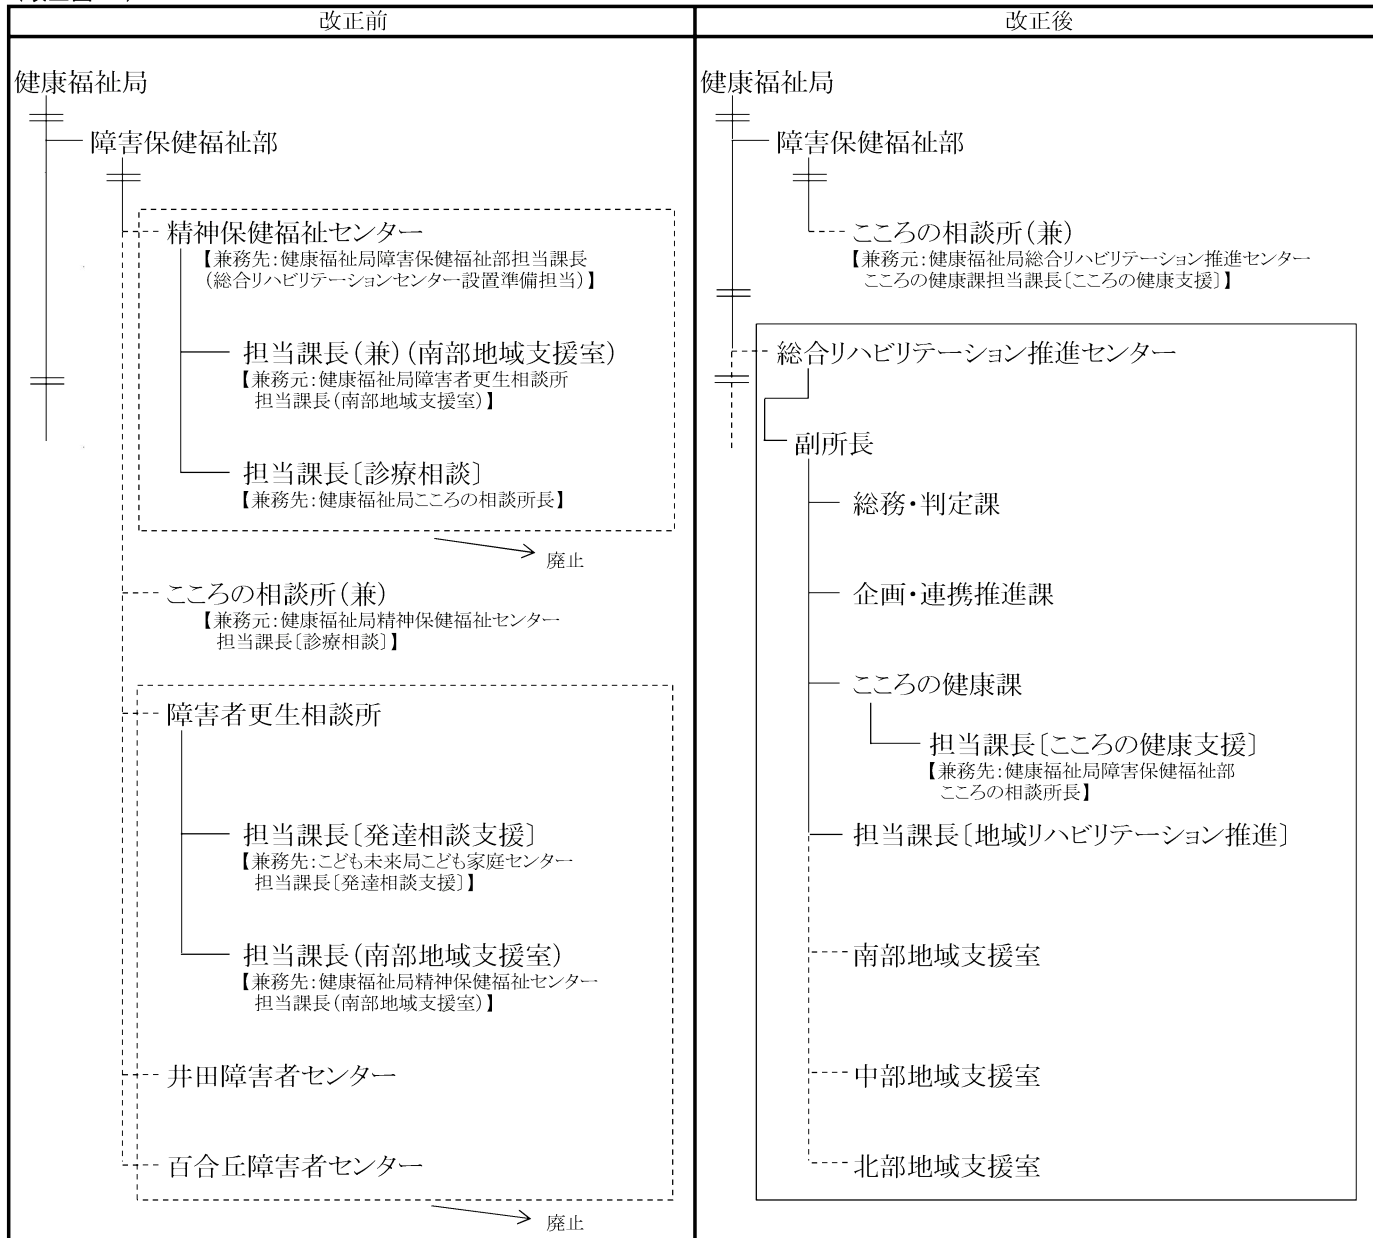 改正前
改正後
健康福祉局
障害保健福祉部
精神保健福祉センター
【兼務先：健康福祉局障害保健福祉部担当課長
（総合リハビリテーションセンター設置準備担当）】
担当課長（兼）（南部地域支援室）
【兼務元：健康福祉局障害者更生相談所
担当課長（南部地域支援室）】
担当課長〔診療相談〕
【兼務先：健康福祉局こころの相談所長】
廃止
こころの相談所（兼）
【兼務元：健康福祉局精神保健福祉センター
担当課長〔診療相談〕】
障害者更生相談所
担当課長〔発達相談支援〕
【兼務先：こども未来局こども家庭センター
担当課長〔発達相談支援〕】
担当課長（南部地域支援室）
【兼務先：健康福祉局精神保健福祉センター
担当課長（南部地域支援室）】
井田障害者センター
百合丘障害者センター
廃止
健康福祉局
障害保健福祉部
こころの相談所（兼）
【兼務元：健康福祉局総合リハビリテーション推進センター
こころの健康課担当課長〔こころの健康支援〕】
総合リハビリテーション推進センター
副所長
総務・判定課
企画・連携推進課
こころの健康課
担当課長〔こころの健康支援〕
【兼務先：健康福祉局障害保健福祉部
こころの相談所長】
担当課長〔地域リハビリテーション推進〕
南部地域支援室
中部地域支援室
北部地域支援室